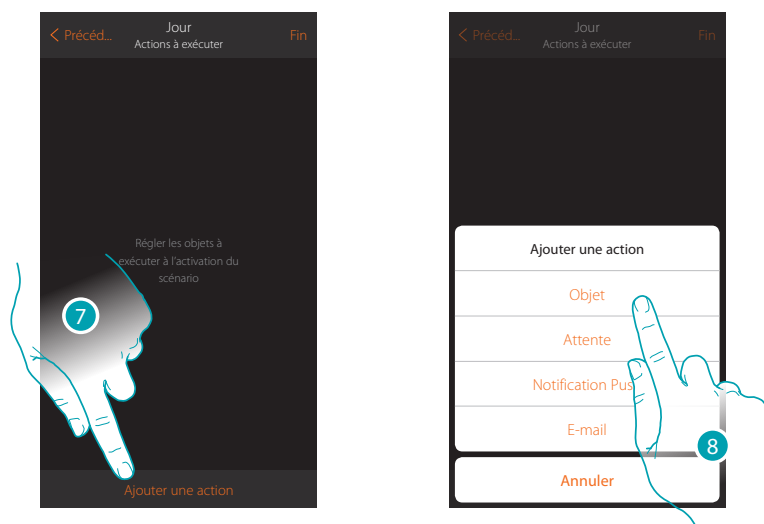 Précéd...
Jour
Fin
Actions à exécuter
Régler les objets à
exécuter à l'activation du
scénario
7
Ajouter une action
Précéd...
Jour
Fin
Actions à exécuter
Ajouter une action
Objet
Attente
Notification Pus
E-mail
8
Annuler